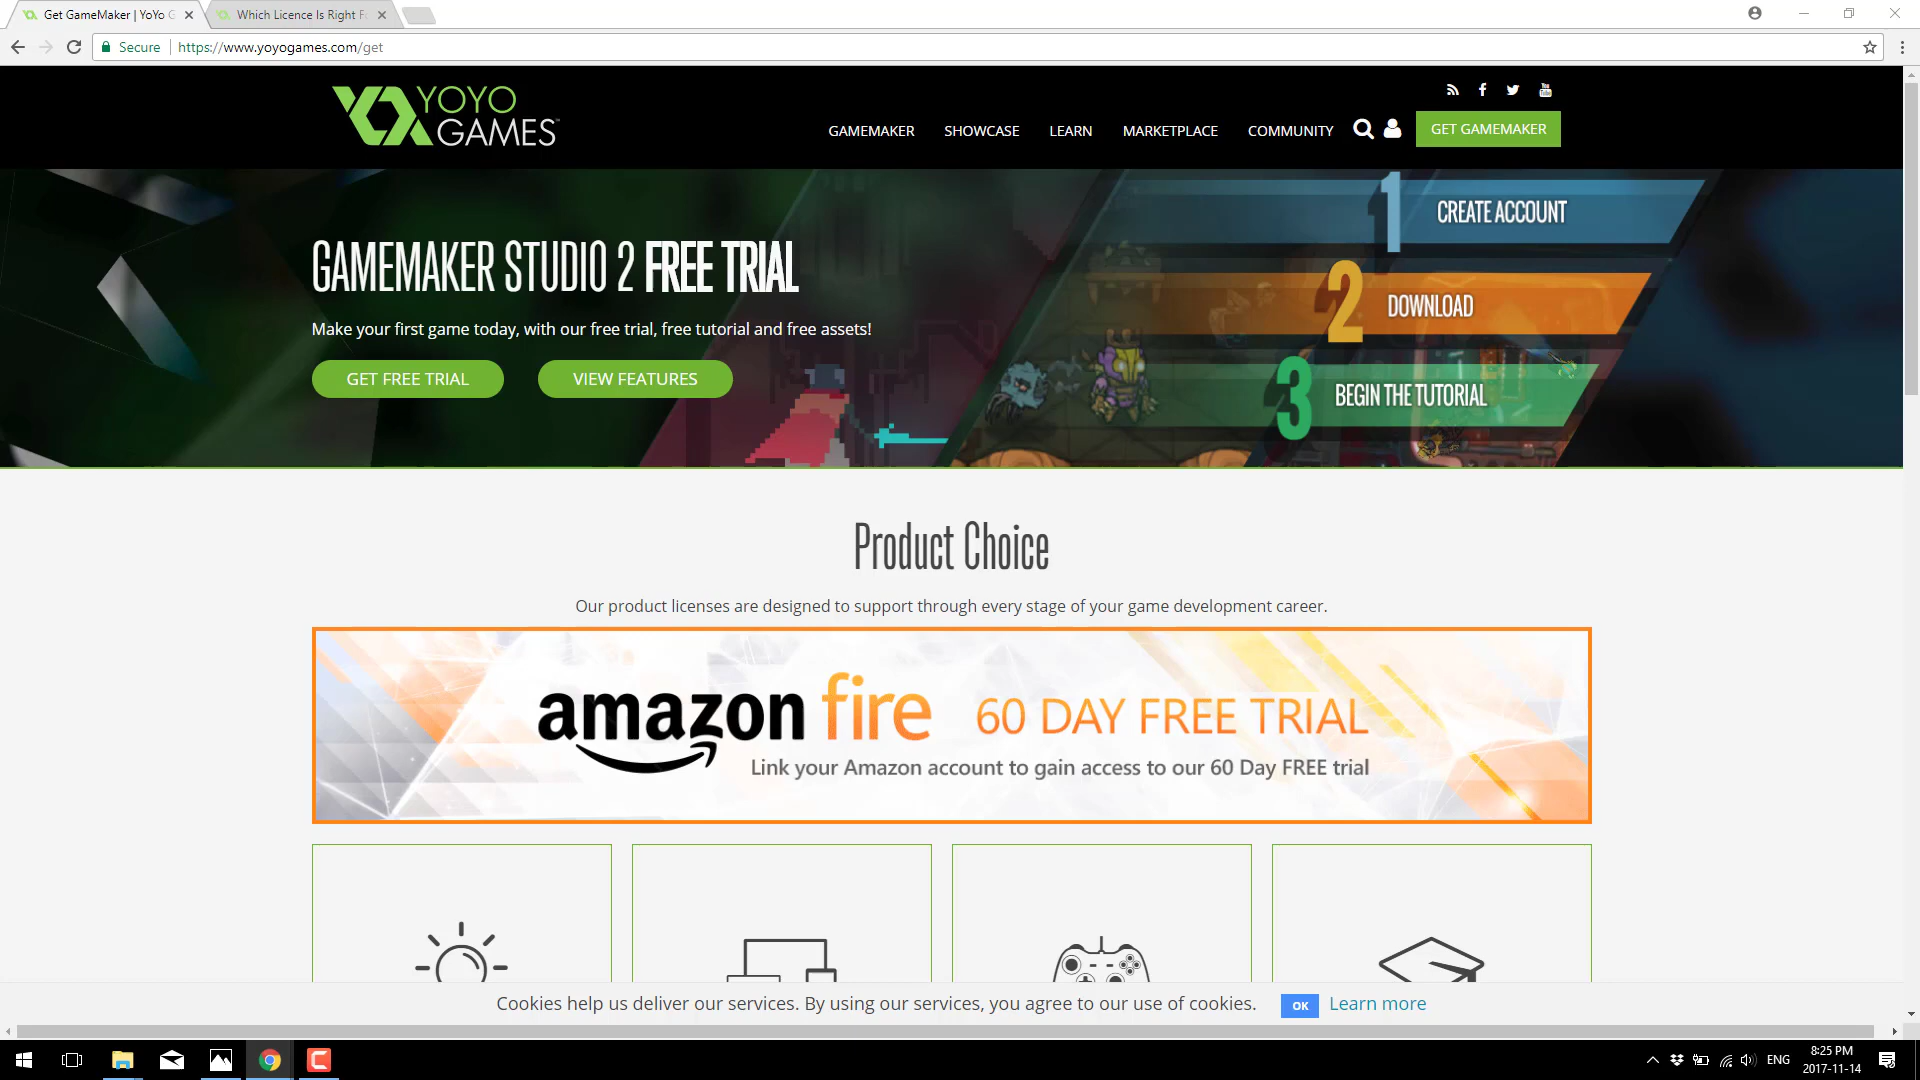 Get GameMaker | YoYo G
Which Licence Is Right F
Secure
https://www.yoyogames.com/get
YOYO
GAMES
GAMEMAKER
SHOWCASE
LEARN
MARKETPLACE
COMMUNITY
GET GAMEMAKER
GAMEMAKER STUDIO 2 FREE TRIAL
Make your first game today, with our free trial, free tutorial and free assets!
GET FREE TRIAL
VIEW FEATURES
1 CREATE ACCOUNT
2 DOWNLOAD
3 BEGIN THE TUTORIAL
Product Choice
Our product licenses are designed to support through every stage of your game development career.
amazon fire 60 DAY FREE TRIAL
Link your Amazon account to gain access to our 60 Day FREE trial
Cookies help us deliver our services. By using our services, you agree to our use of cookies.
OK
Learn more
ENG
8:25 PM
2017-11-14